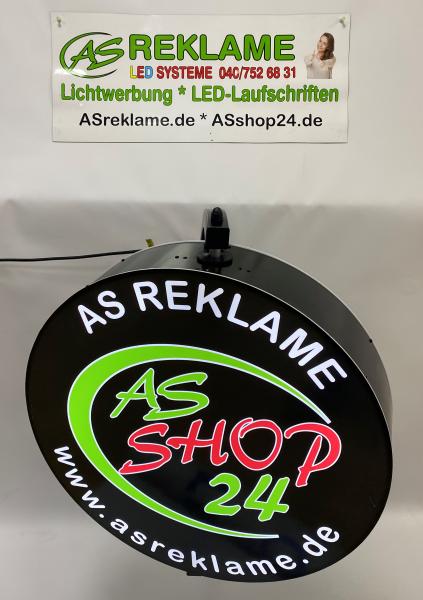 AS REKLAME
LED SYSTEME 040/752 68 31
Lichtwerbung * LED-Laufschriften
ASreklame.de * ASshop24.de
AS REKLAME
AS
SHOP
24
www.asreklame.de